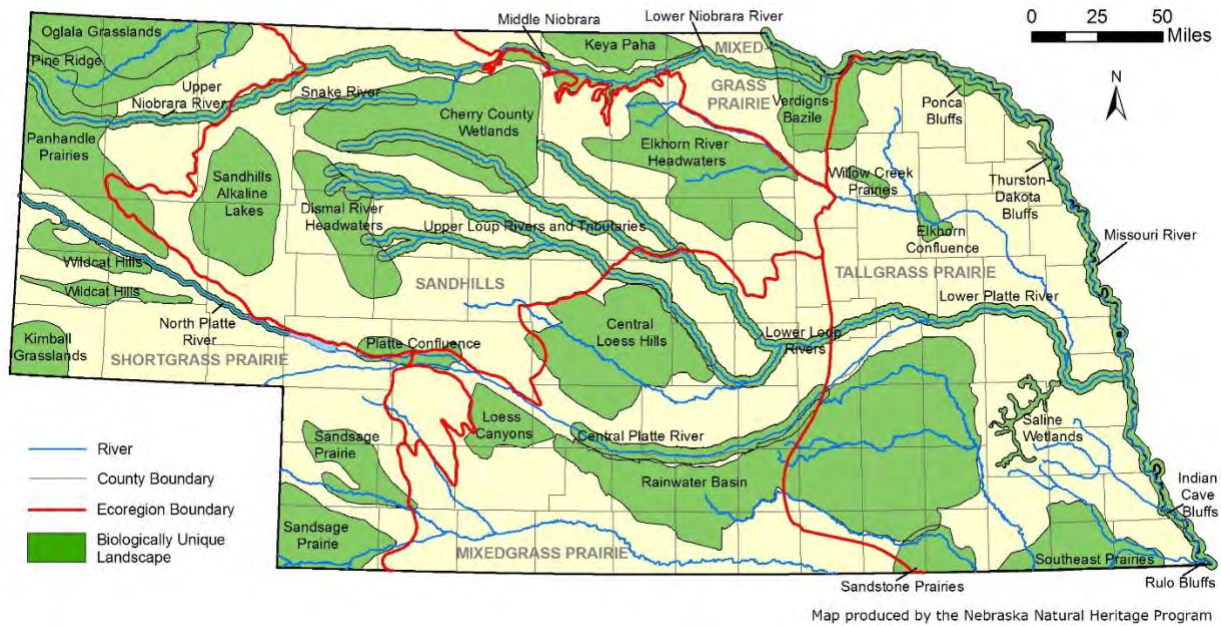 0 25 50
Miles
N
Middle Niobrara
Lower Niobrara River
Oglala Grasslands
Pine Ridge
Upper
Niobrara River
Snake River
Keya Paha
MIXED-
GRASS
PRAIRIE
Verdigris-
Bazile
Ponca
Bluffs
Panhandle
Prairies
Sandhills
Alkaline
Lakes
Cherry County
Wetlands
Elkhorn River
Headwaters
Willow Creek
Prairies
Thurston-
Dakota
Bluffs
Dismal River
Headwaters
Upper Loup Rivers and Tributaries
Elkhorn
Confluence
Missouri River
Wildcat Hills
Wildcat Hills
SANDHILLS
TALLGRASS PRAIRIE
North Platte
River
Kimball
Grasslands
SHORTGRASS PRAIRIE
Platte Confluence
Central
Loess Hills
Lower Loup
Rivers
Lower Platte River
Loess
Canyons
Central Platte River
Saline
Wetlands
Sandsage
Prairie
Rainwater Basin
Indian
Cave
Bluffs
Sandsage
Prairie
MIXEDGRASS PRAIRIE
Sandstone Prairies
Southeast Prairies
Rulo Bluffs
River
County Boundary
Ecoregion Boundary
Biologically Unique
Landscape
Map produced by the Nebraska Natural Heritage Program